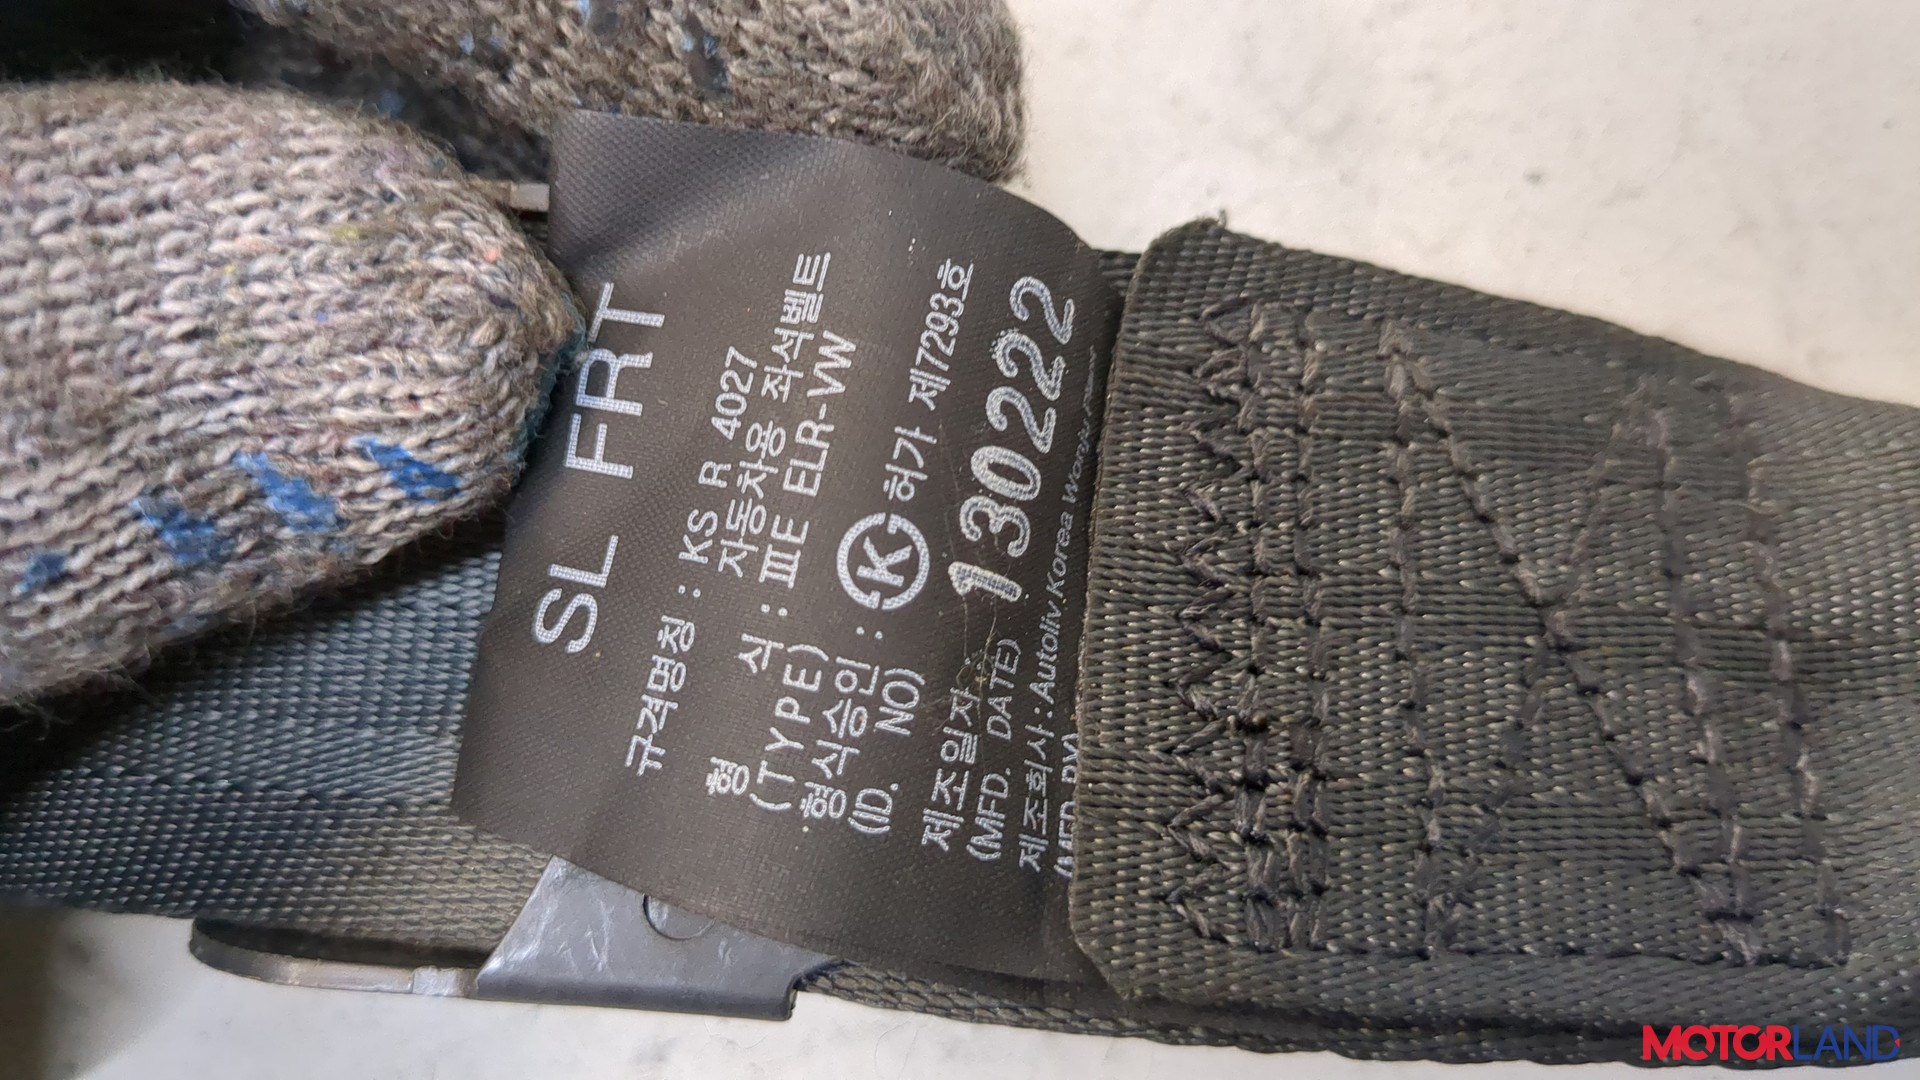 SL FRT
규격명칭 : KS R 4027
자동차용 좌석벨트
형 식 : ⅢE ELR-VW
(TYPE)
형식승인 : Ⓚ 허가 제7293호
(ID. NO)
제조일자 130222
(MFD. DATE)
제조회사 : Autoliv Korea Wonju
MOTORLAND